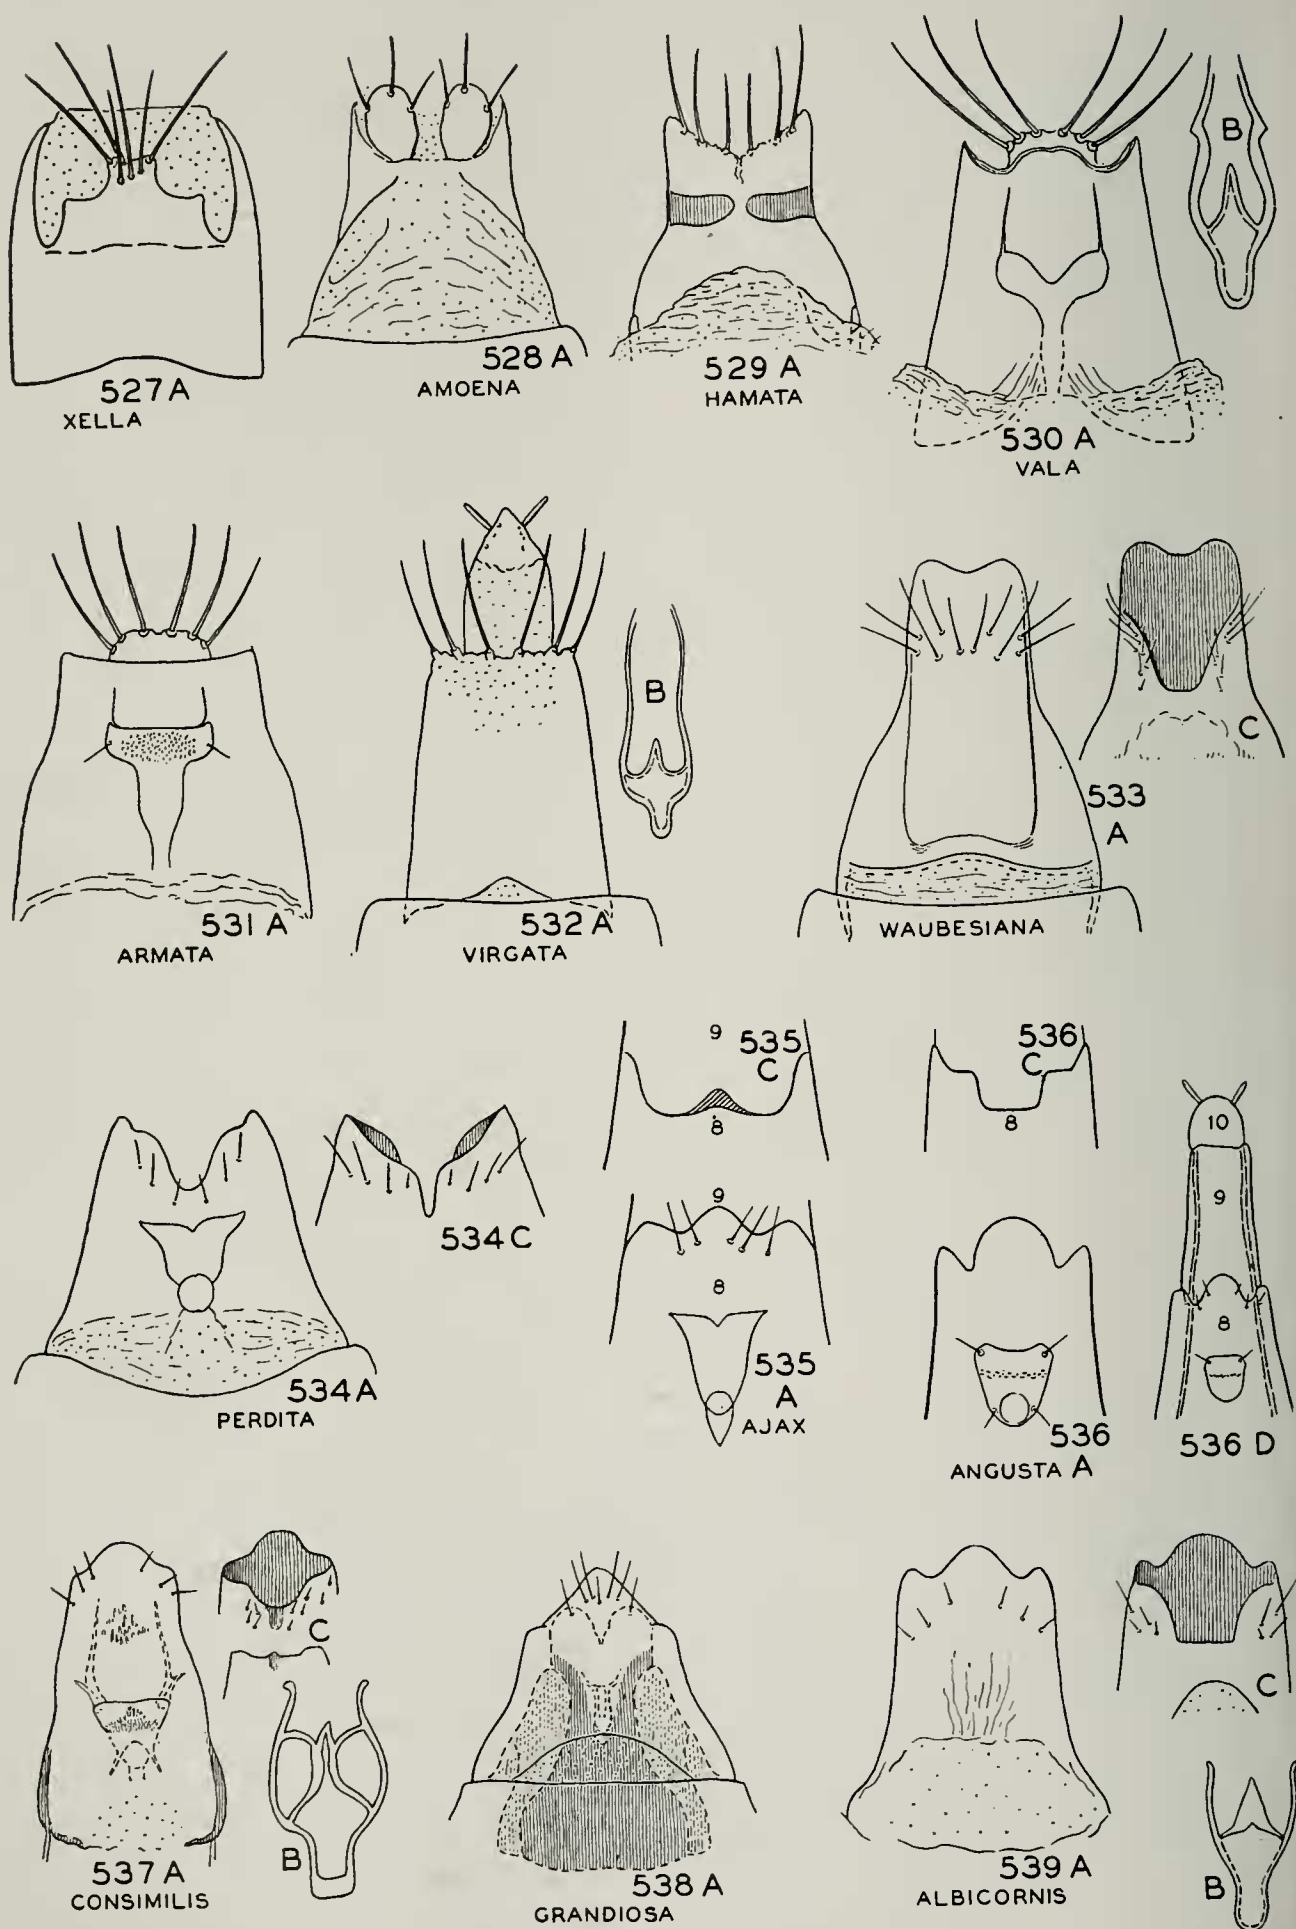 527 A
XELLA
528 A
AMOENA
529 A
HAMATA
B
530 A
VALA
531 A
ARMATA
B
532 A
VIRGATA
C
533
A
WAUBESIANA
534 A
PERDITA
534 C
9
535
C
8
9
8
535
A
AJAX
536
C
8
536
ANGUSTA A
10
9
8
536 D
C
B
537 A
CONSIMILIS
538 A
GRANDIOSA
539 A
ALBICORNIS
C
B